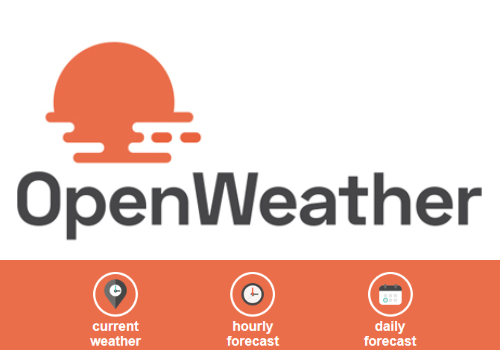 OpenWeather
current
weather
hourly
forecast
daily
forecast